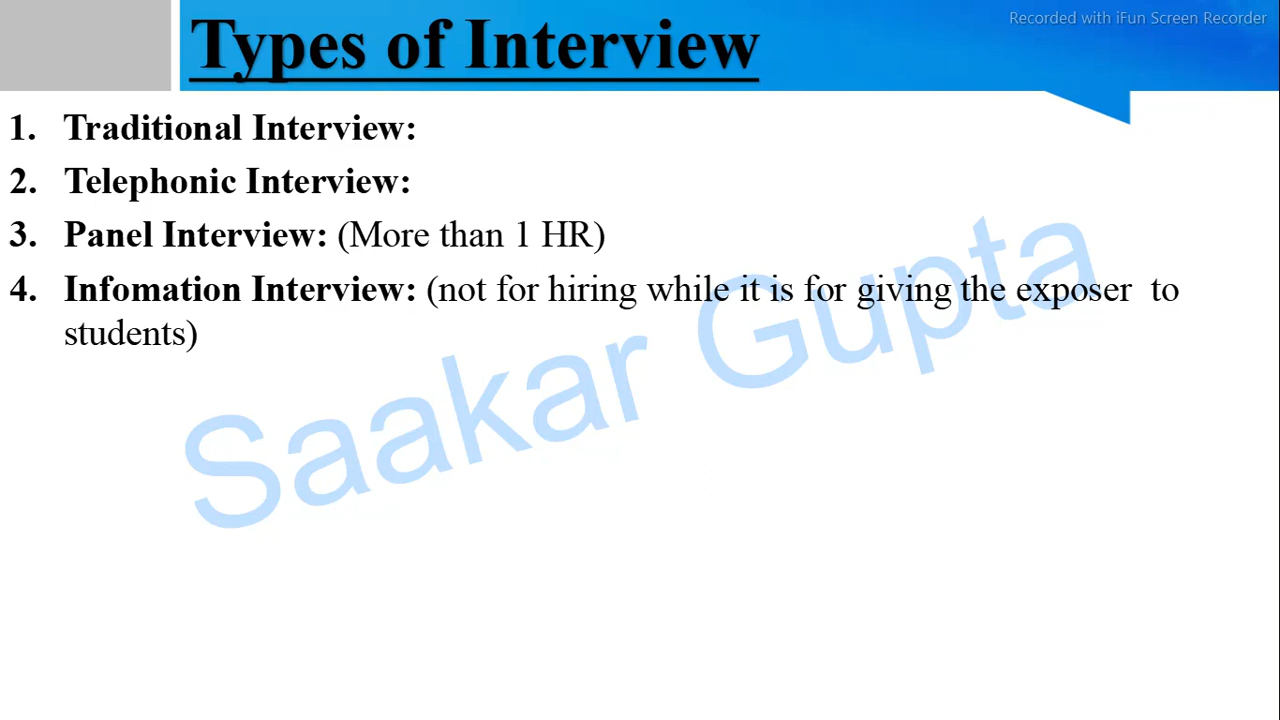 Types of Interview
Recorded with iFun Screen Recorder
1. Traditional Interview:
2. Telephonic Interview:
3. Panel Interview: (More than 1 HR)
4. Infomation Interview: (not for hiring while it is for giving the exposer to
students)
Saakar Gupta